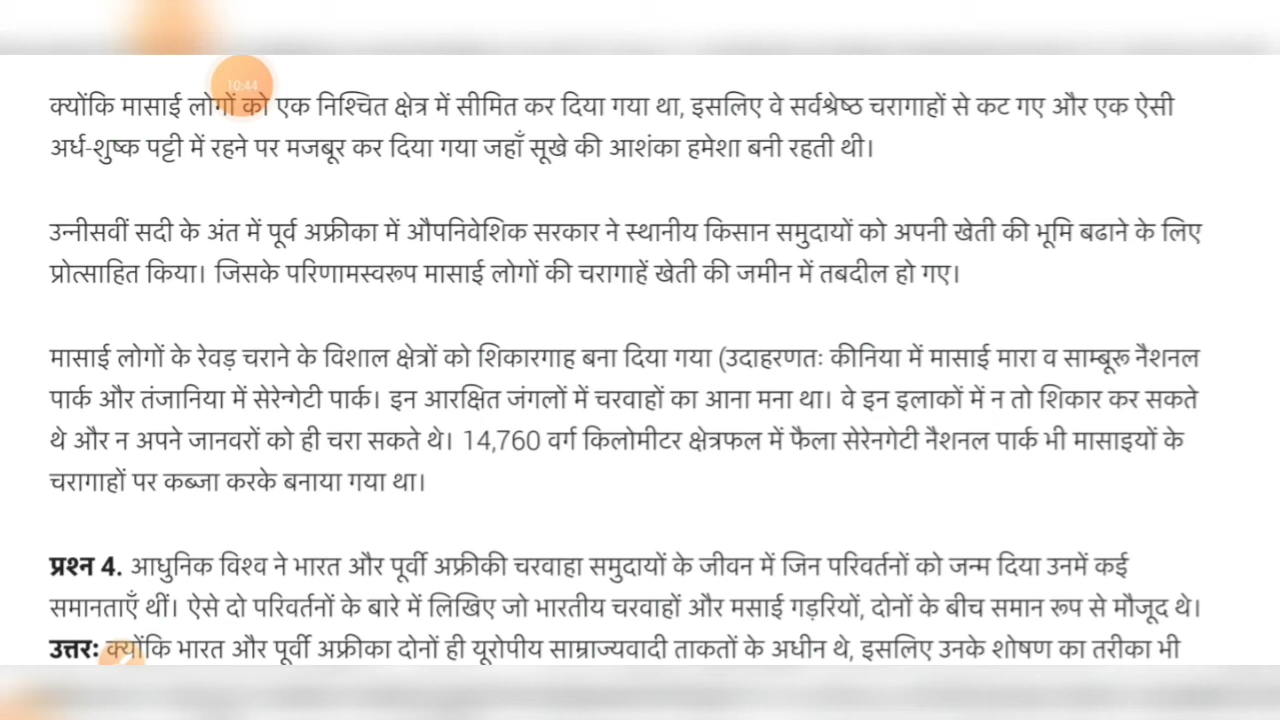 10:44
क्योंकि मासाई लोगों को एक निश्चित क्षेत्र में सीमित कर दिया गया था, इसलिए वे सर्वश्रेष्ठ चरागाहों से कट गए और एक ऐसी
अर्ध-शुष्क पट्टी में रहने पर मजबूर कर दिया गया जहाँ सूखे की आशंका हमेशा बनी रहती थी।
उन्नीसवीं सदी के अंत में पूर्व अफ्रीका में औपनिवेशिक सरकार ने स्थानीय किसान समुदायों को अपनी खेती की भूमि बढाने के लिए
प्रोत्साहित किया। जिसके परिणामस्वरूप मासाई लोगों की चरागाहें खेती की जमीन में तबदील हो गए।
मासाई लोगों के रेवड़ चराने के विशाल क्षेत्रों को शिकारगाह बना दिया गया (उदाहरणतः कीनिया में मासाई मारा व साम्बूरू नैशनल
पार्क और तंजानिया में सेरेन्गेटी पार्क। इन आरक्षित जंगलों में चरवाहों का आना मना था। वे इन इलाकों में न तो शिकार कर सकते
थे और न अपने जानवरों को ही चरा सकते थे। 14,760 वर्ग किलोमीटर क्षेत्रफल में फैला सेरेनगेटी नैशनल पार्क भी मासाइयों के
चरागाहों पर कब्जा करके बनाया गया था।
प्रश्न 4. आधुनिक विश्व ने भारत और पूर्वी अफ्रीकी चरवाहा समुदायों के जीवन में जिन परिवर्तनों को जन्म दिया उनमें कई
समानताएँ थीं। ऐसे दो परिवर्तनों के बारे में लिखिए जो भारतीय चरवाहों और मसाई गड़रियों, दोनों के बीच समान रूप से मौजूद थे।
उत्तरः क्योंकि भारत और पूर्वी अफ्रीका दोनों ही यूरोपीय साम्राज्यवादी ताकतों के अधीन थे, इसलिए उनके शोषण का तरीका भी